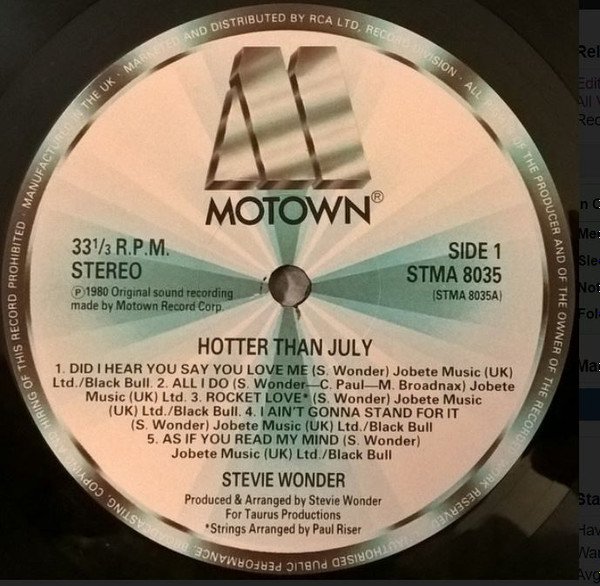 MANUFACTURED IN THE UK · MARKETED AND DISTRIBUTED BY RCA LTD, RECORD DIVISION · ALL OF THE PRODUCER AND OF THE OWNER OF THE WORK RESERVED. UNAUTHORISED PUBLIC PERFORMANCE, BROADCASTING, COPYING AND HIRING OF THIS RECORD PROHIBITED ·
MOTOWN®
33 1/3 R.P.M.
STEREO
Ⓟ1980 Original sound recording
made by Motown Record Corp.
SIDE 1
STMA 8035
(STMA 8035A)
HOTTER THAN JULY
1. DID I HEAR YOU SAY YOU LOVE ME (S. Wonder) Jobete Music (UK)
Ltd./Black Bull. 2. ALL I DO (S. Wonder—C. Paul—M. Broadnax) Jobete
Music (UK) Ltd. 3. ROCKET LOVE* (S. Wonder) Jobete Music
(UK) Ltd./Black Bull. 4. I AIN'T GONNA STAND FOR IT
(S. Wonder) Jobete Music (UK) Ltd./Black Bull
5. AS IF YOU READ MY MIND (S. Wonder)
Jobete Music (UK) Ltd./Black Bull
STEVIE WONDER
Produced & Arranged by Stevie Wonder
For Taurus Productions
*Strings Arranged by Paul Riser